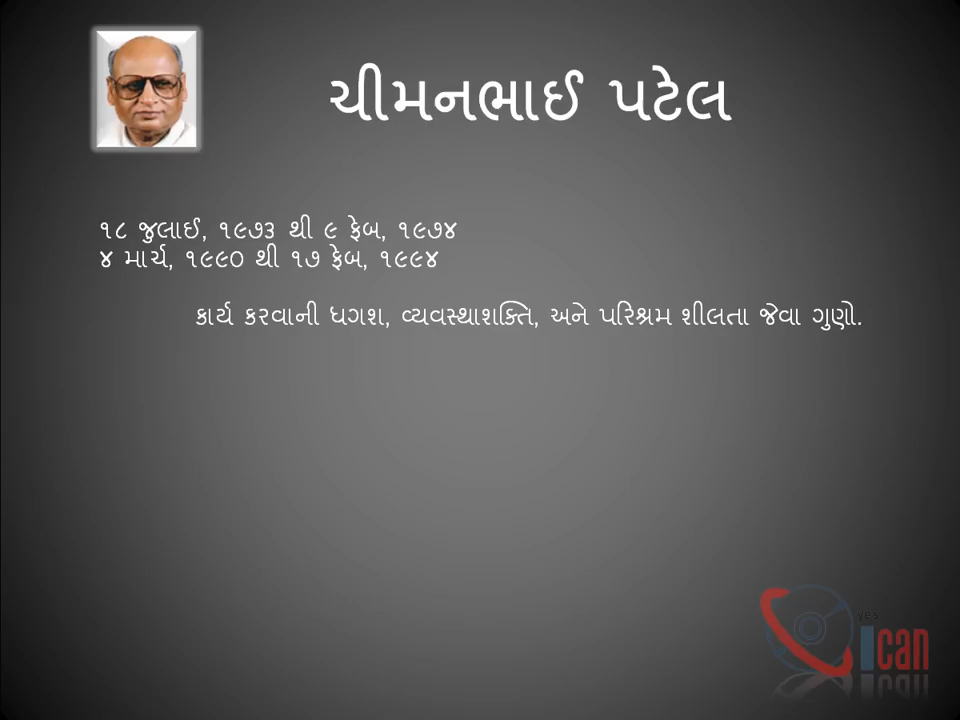 ચીમનભાઈ પટેલ
૧૮ જુલાઈ, ૧૯૭૩ થી ૯ ફેબ, ૧૯૭૪
૪ માર્ચ, ૧૯૯૦ થી ૧૭ ફેબ, ૧૯૯૪
કાર્ય કરવાની ધગશ, વ્યવસ્થાશક્તિ, અને પરિશ્રમ શીલતા જેવા ગુણો.
yes
Ican